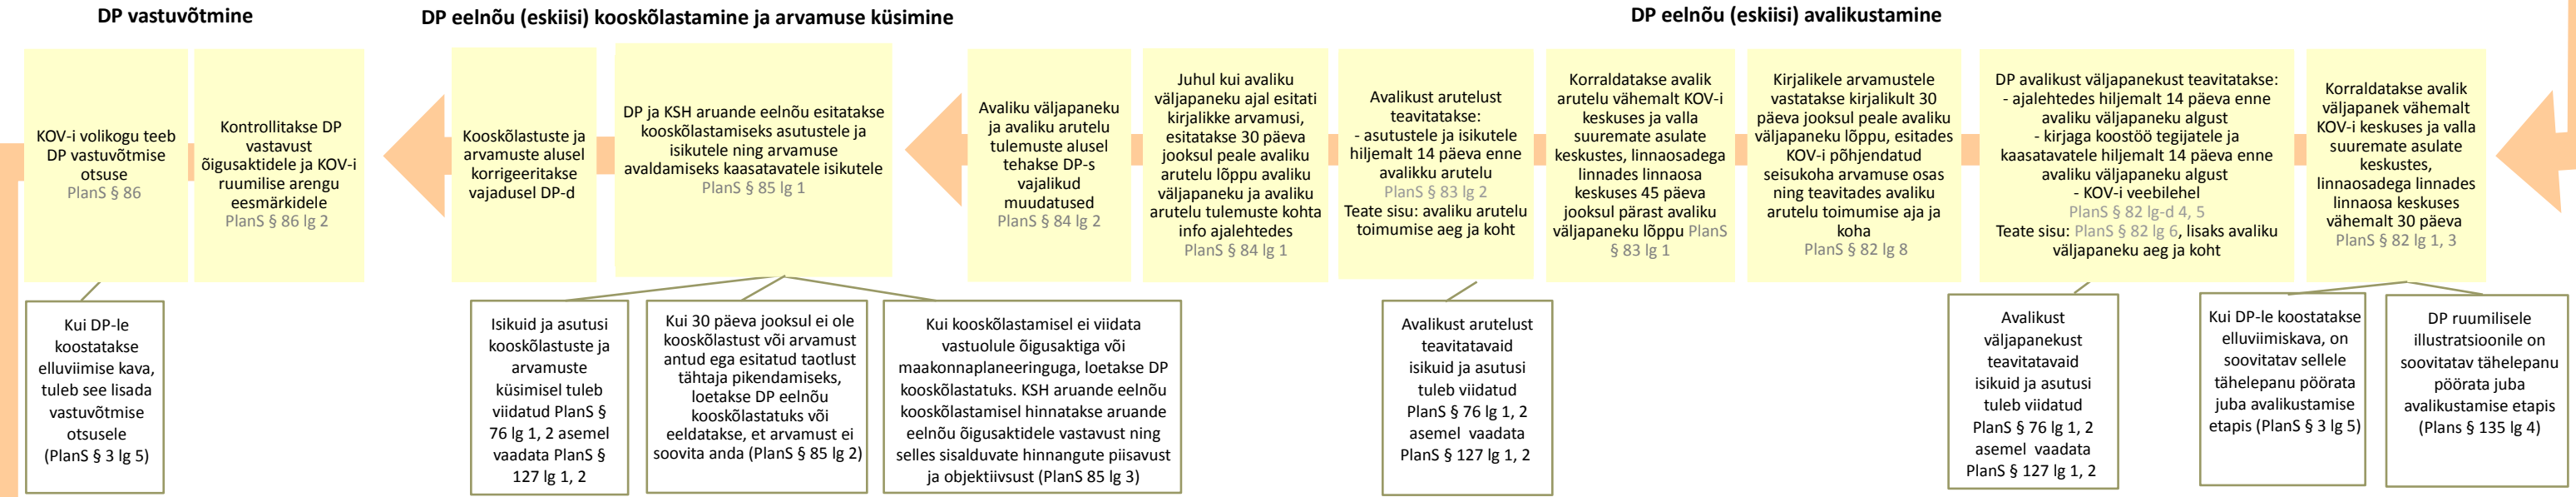 DP vastuvõtmine
DP eelnõu (eskiisi) kooskõlastamine ja arvamuse küsimine
DP eelnõu (eskiisi) avalikustamine
KOV-i volikogu teeb
DP vastuvõtmise
otsuse
PlanS § 86
Kontrollitakse DP
vastavust
õigusaktidele ja KOV-i
ruumilise arengu
eesmärkidele
PlanS § 86 lg 2
Kooskõlastuste ja
arvamuste alusel
korrigeeritakse
vajadusel DP-d
DP ja KSH aruande eelnõu esitatakse
kooskõlastamiseks asutustele ja
isikutele ning arvamuse
avaldamiseks kaasatavatele isikutele
PlanS § 85 lg 1
Avaliku väljapaneku
ja avaliku arutelu
tulemuste alusel
tehakse DP-s
vajalikud
muudatused
PlanS § 84 lg 2
Juhul kui avaliku
väljapaneku ajal esitati
kirjalikke arvamusi,
esitatakse 30 päeva
jooksul peale avaliku
arutelu lõppu avaliku
väljapaneku ja avaliku
arutelu tulemuste kohta
info ajalehtedes
PlanS § 84 lg 1
Avalikust arutelust
teavitatakse:
- asutustele ja isikutele
hiljemalt 14 päeva enne
avalikku arutelu
PlanS § 83 lg 2
Teate sisu: avaliku arutelu
toimumise aeg ja koht
Korraldatakse avalik
arutelu vähemalt KOV-i
keskuses ja valla
suuremate asulate
keskustes, linnaosadega
linnades linnaosa
keskuses 45 päeva
jooksul pärast avaliku
väljapaneku lõppu PlanS
§ 83 lg 1
Kirjalikele arvamustele
vastatakse kirjalikult 30
päeva jooksul peale avaliku
väljapaneku lõppu, esitades
KOV-i põhjendatud
seisukoha arvamuse osas
ning teavitades avaliku
arutelu toimumise aja ja
koha
PlanS § 82 lg 8
DP avalikust väljapanekust teavitatakse:
- ajalehtedes hiljemalt 14 päeva enne
avaliku väljapaneku algust
- kirjaga koostöö tegijatele ja
kaasatavatele hiljemalt 14 päeva enne
avaliku väljapaneku algust
- KOV-i veebilehel
PlanS § 82 lg-d 4, 5
Teate sisu: PlanS § 82 lg 6, lisaks avaliku
väljapaneku aeg ja koht
Korraldatakse avalik
väljapanek vähemalt
KOV-i keskuses ja valla
suuremate asulate
keskustes,
linnaosadega linnades
linnaosa keskuses
vähemalt 30 päeva
PlanS § 82 lg 1, 3
Kui DP-le
koostatakse
elluviimise kava,
tuleb see lisada
vastuvõtmise
otsusele
(PlanS § 3 lg 5)
Isikuid ja asutusi
kooskõlastuste ja
arvamuste
küsimisel tuleb
viidatud PlanS §
76 lg 1, 2 asemel
vaadata PlanS §
127 lg 1, 2
Kui 30 päeva jooksul ei ole
kooskõlastust või arvamust
antud ega esitatud taotlust
tähtaja pikendamiseks,
loetakse DP eelnõu
kooskõlastatuks või
eeldatakse, et arvamust ei
soovita anda (PlanS § 85 lg 2)
Kui kooskõlastamisel ei viidata
vastuolule õigusaktiga või
maakonnaplaneeringuga, loetakse DP
kooskõlastatuks. KSH aruande eelnõu
kooskõlastamisel hinnatakse aruande
eelnõu õigusaktidele vastavust ning
selles sisalduvate hinnangute piisavust
ja objektiivsust (PlanS 85 lg 3)
Avalikust arutelust
teavitatavaid
isikuid ja asutusi
tuleb viidatud
PlanS § 76 lg 1, 2
asemel vaadata
PlanS § 127 lg 1, 2
Avalikust
väljapanekust
teavitatavaid
isikuid ja asutusi
tuleb viidatud
PlanS § 76 lg 1, 2
asemel vaadata
PlanS § 127 lg 1, 2
Kui DP-le koostatakse
elluviimiskava, on
soovitatav sellele
tähelepanu pöörata
juba avalikustamise
etapis (PlanS § 3 lg 5)
DP ruumilisele
illustratsioonile on
soovitatav tähelepanu
pöörata juba
avalikustamise etapis
(Plans § 135 lg 4)